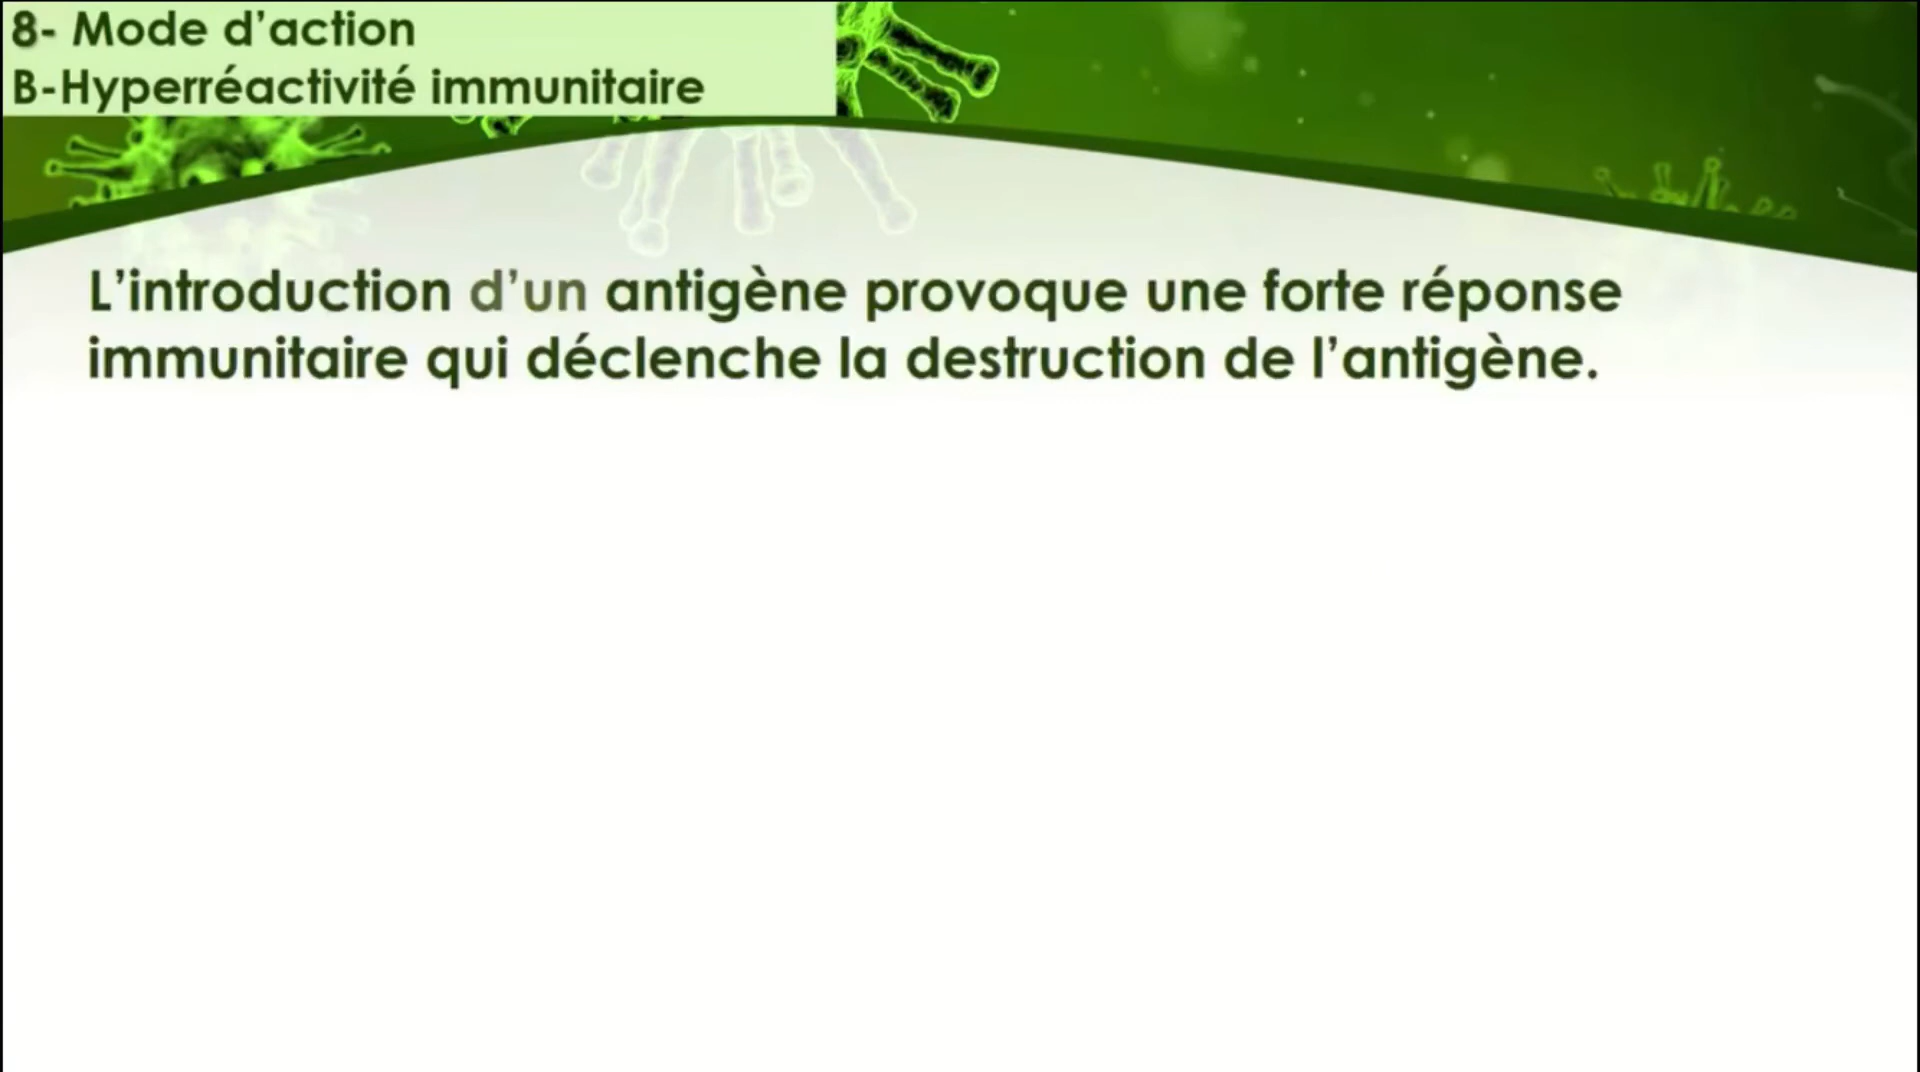 8- Mode d’action
B-Hyperréactivité immunitaire
L’introduction d’un antigène provoque une forte réponse
immunitaire qui déclenche la destruction de l’antigène.